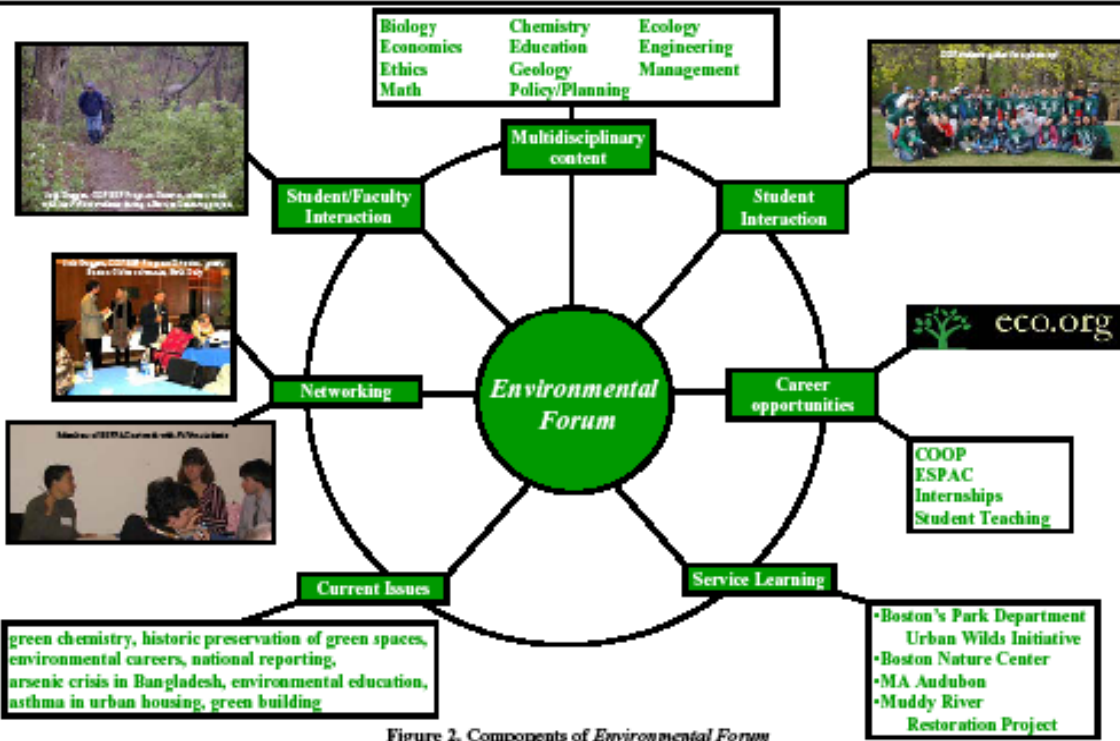 Biology Chemistry Ecology
Economics Education Engineering
Ethics Geology Management
Math Policy/Planning
Multidisciplinary
content
Student/Faculty
Interaction
Student
Interaction
eco.org
Networking
Environmental
Forum
Career
opportunities
COOP
ESPAC
Internships
Student Teaching
Current Issues
Service Learning
green chemistry, historic preservation of green spaces,
environmental careers, national reporting,
arsenic crisis in Bangladesh, environmental education,
asthma in urban housing, green building
•Boston's Park Department
Urban Wilds Initiative
•Boston Nature Center
•MA Audubon
•Muddy River
Restoration Project
Figure 2. Components of Environmental Forum